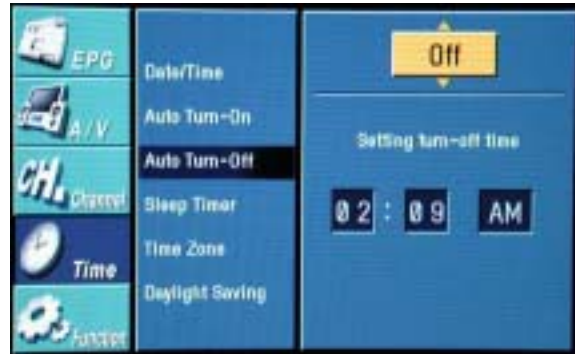 EPG
A/V
CH. Channel
Time
Function
Date/Time
Auto Turn-On
Auto Turn-Off
Sleep Timer
Time Zone
Daylight Saving
Off
Setting turn-off time
02 : 09 AM